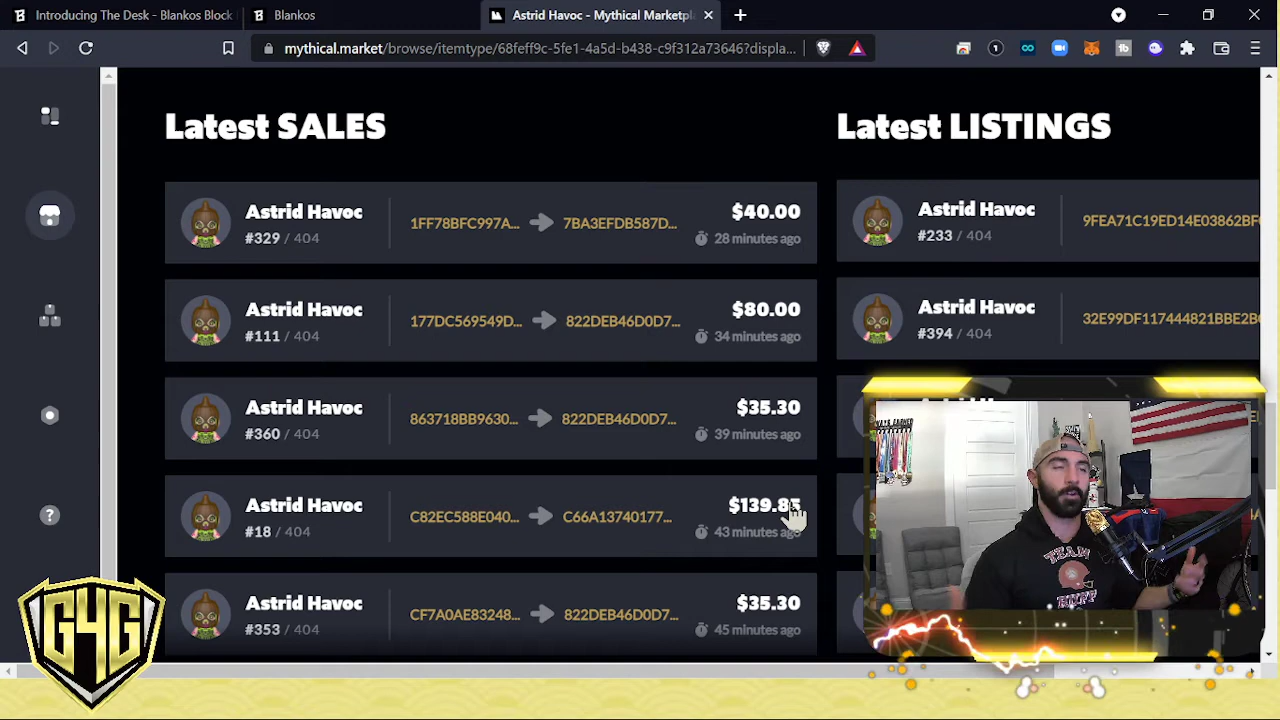 Introducing The Desk - Blankos Block
Blankos
Astrid Havoc - Mythical Marketpl
mythical.market/browse/itemtype/68feff9c-5fe1-4a5d-b438-c9f312a73646?displa...
Latest SALES
Astrid Havoc
#329 / 404
1FF78BFC997A...
7BA3EFDB587D...
$40.00
28 minutes ago
Astrid Havoc
#111 / 404
177DC569549D...
822DEB46D0D7...
$80.00
34 minutes ago
Astrid Havoc
#360 / 404
863718BB9630...
822DEB46D0D7...
$35.30
39 minutes ago
Astrid Havoc
#18 / 404
C82EC588E040...
C66A13740177...
43 minutes ago
Astrid Havoc
#353 / 404
CF7A0AE83248...
822DEB46D0D7...
$35.30
45 minutes ago
Latest LISTINGS
Astrid Havoc
#233 / 404
9FEA71C19ED14E03862BF
Astrid Havoc
#394 / 404
32E99DF117444821BBE2B
TEAM
G4G